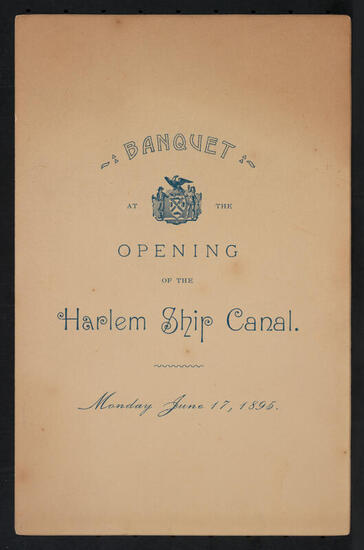 BANQUET
AT THE
OPENING
OF THE
Harlem Ship Canal.
Monday June 17, 1895.